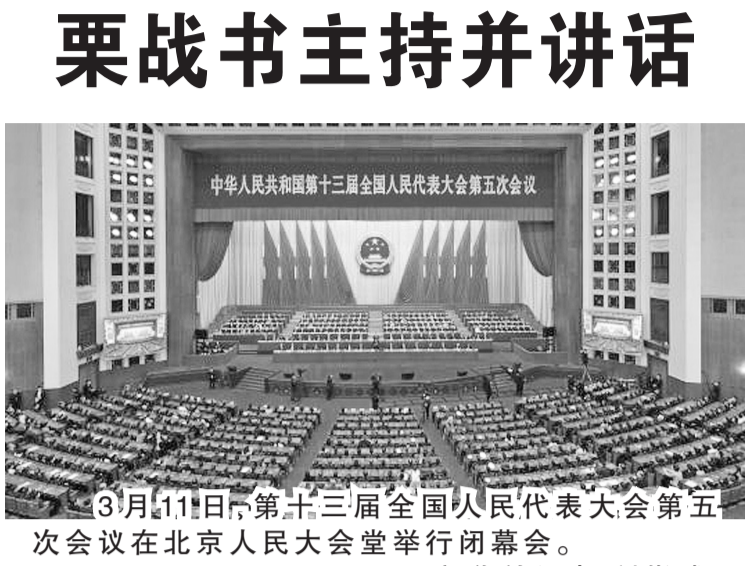 栗战书主持并讲话
中华人民共和国第十三届全国人民代表大会第五次会议
3月11日,第十三届全国人民代表大会第五
次会议在北京人民大会堂举行闭幕会。